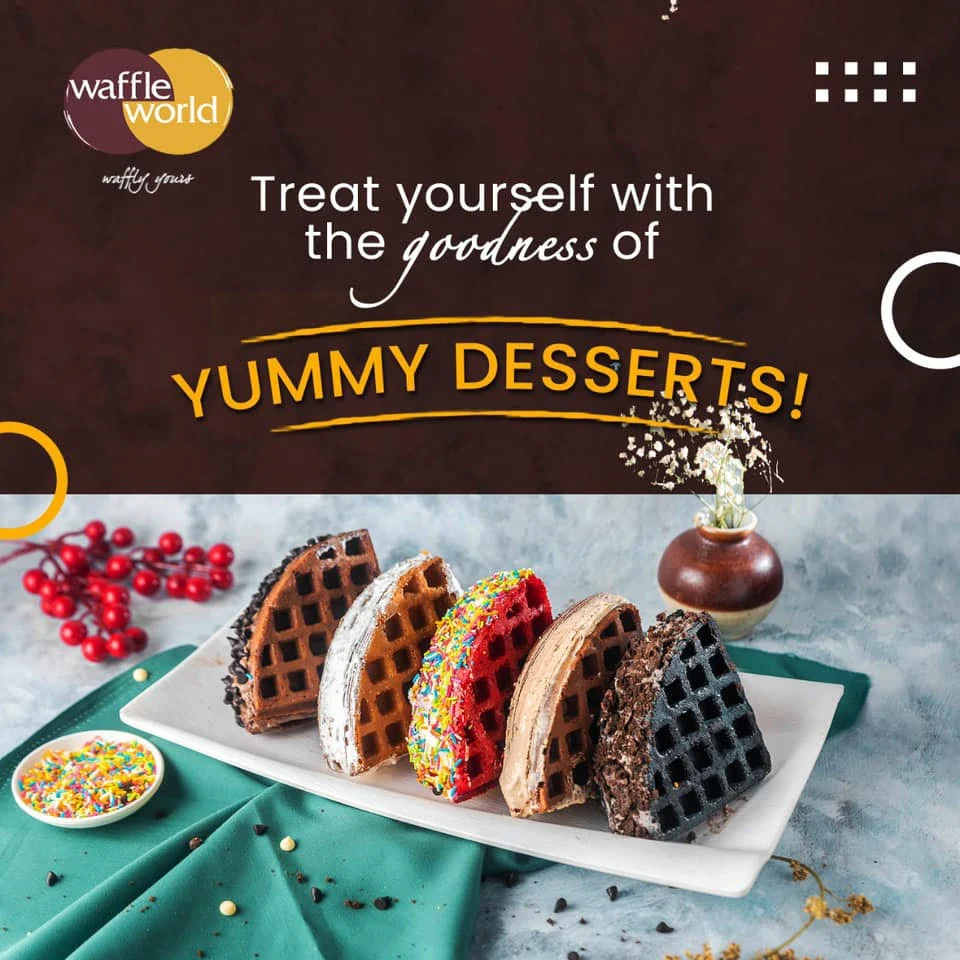 waffle
world
waffly yours
Treat yourself with
the goodness of
YUMMY DESSERTS!